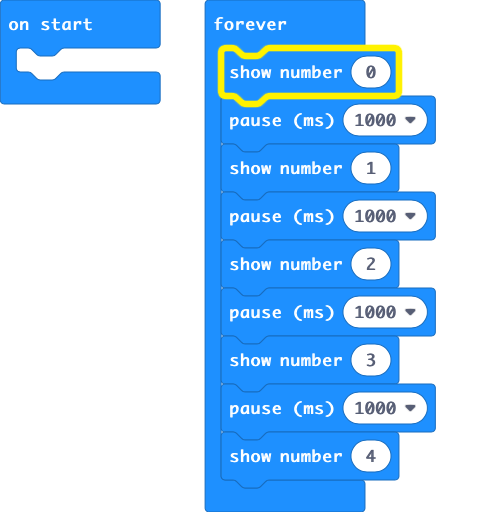 on start
forever
show number 0
pause (ms) 1000
show number 1
pause (ms) 1000
show number 2
pause (ms) 1000
show number 3
pause (ms) 1000
show number 4